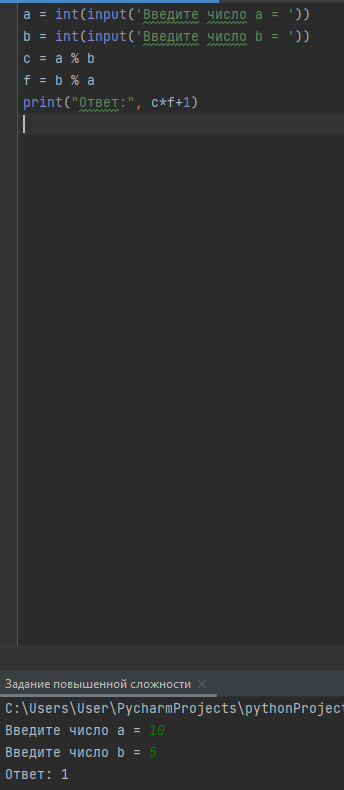 a = int(input('Введите число a = '))
b = int(input('Введите число b = '))
c = a % b
f = b % a
print("Ответ:", c*f+1)
Задание повышенной сложности ×
C:\Users\User\PycharmProjects\pythonProject
Введите число a = 10
Введите число b = 5
Ответ: 1